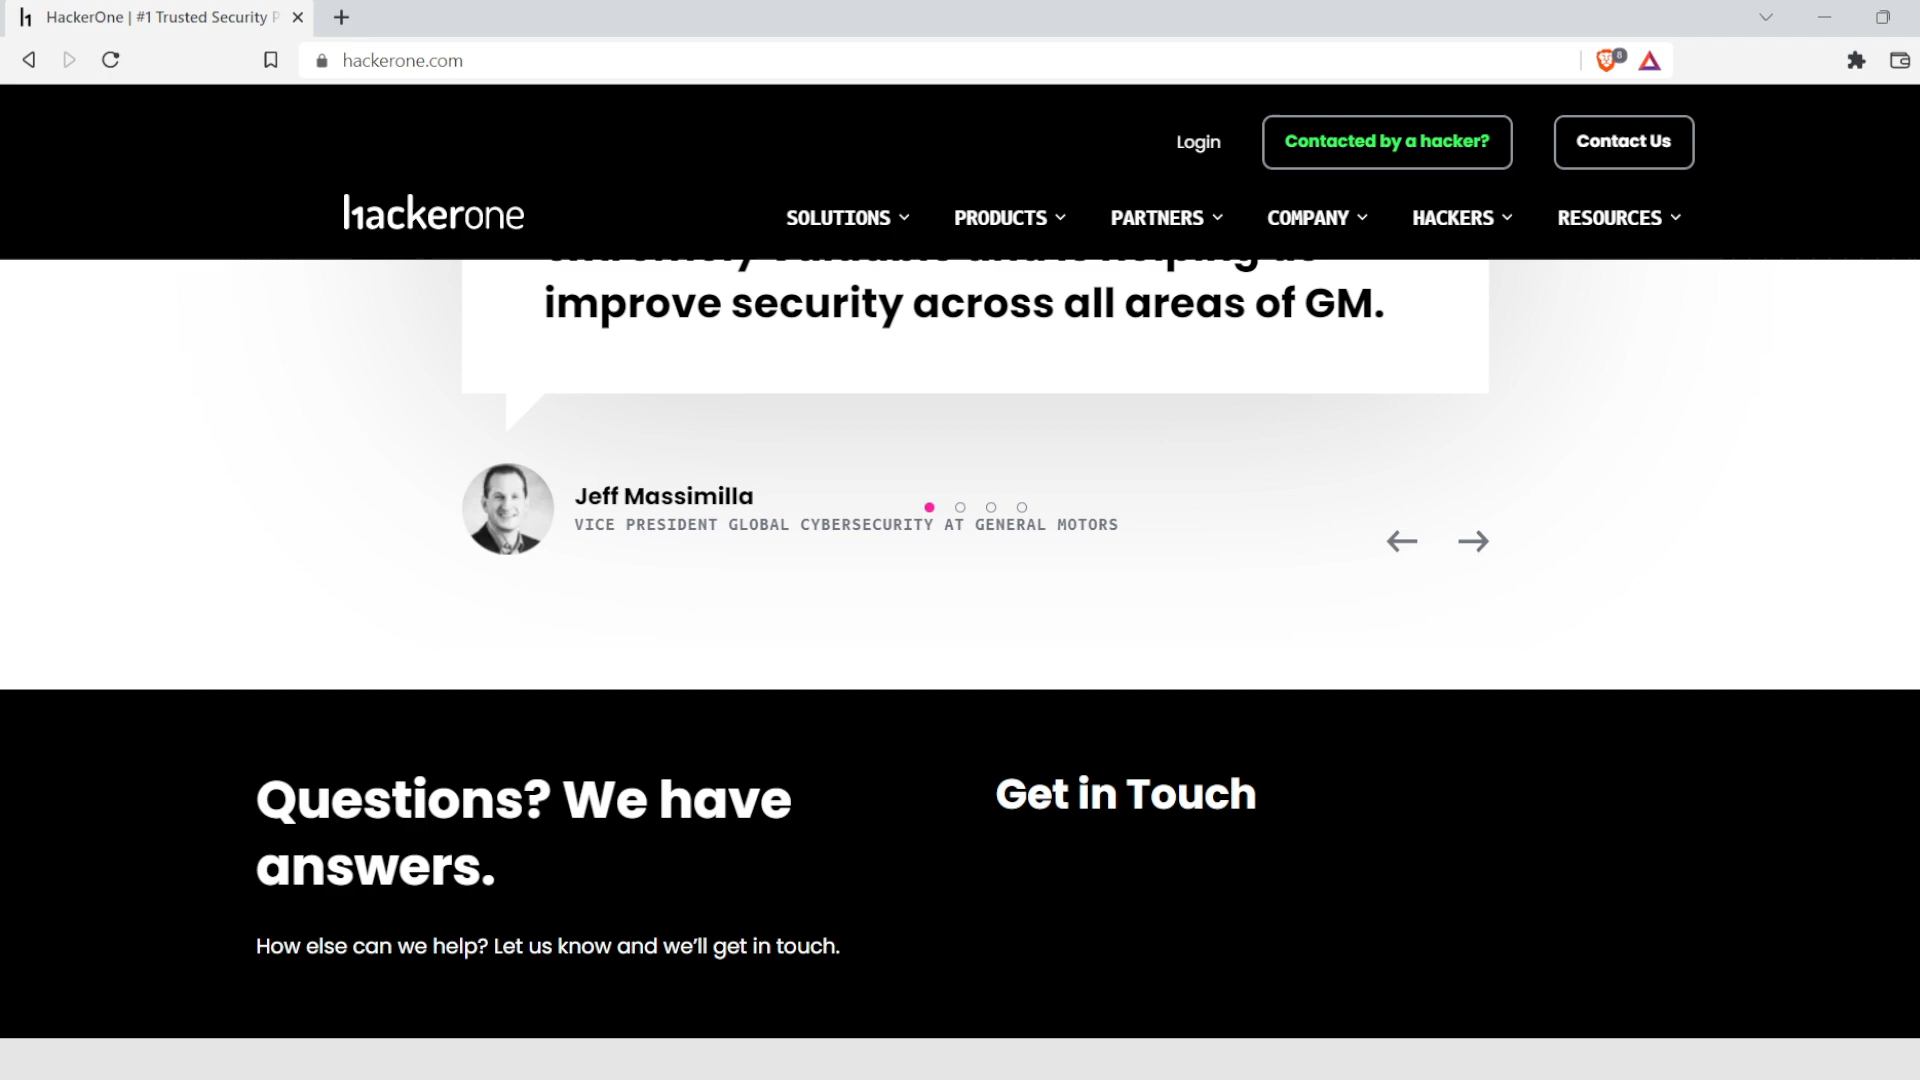 HackerOne | #1 Trusted Security P
hackerone.com
8
Login
Contacted by a hacker?
Contact Us
hackerone
SOLUTIONS
PRODUCTS
PARTNERS
COMPANY
HACKERS
RESOURCES
improve security across all areas of GM.
Jeff Massimilla
VICE PRESIDENT GLOBAL CYBERSECURITY AT GENERAL MOTORS
Questions? We have
answers.
How else can we help? Let us know and we'll get in touch.
Get in Touch